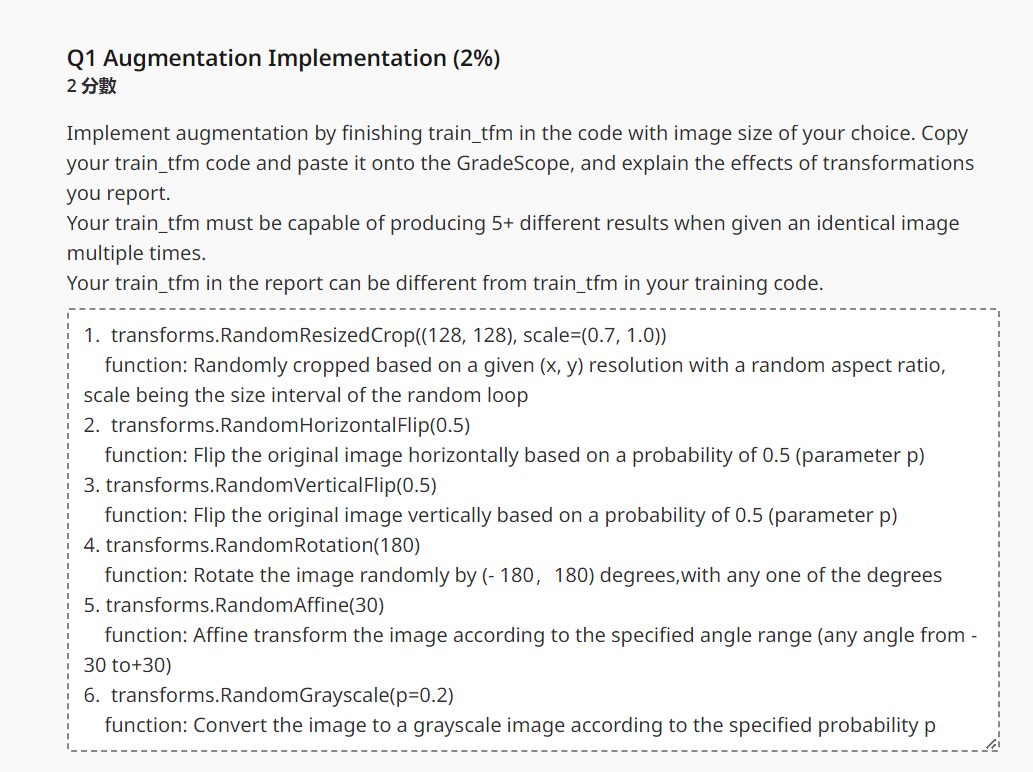 Q1 Augmentation Implementation (2%)
2 分數
Implement augmentation by finishing train_tfm in the code with image size of your choice. Copy
your train_tfm code and paste it onto the GradeScope, and explain the effects of transformations
you report.
Your train_tfm must be capable of producing 5+ different results when given an identical image
multiple times.
Your train_tfm in the report can be different from train_tfm in your training code.
1.  transforms.RandomResizedCrop((128, 128), scale=(0.7, 1.0))
function: Randomly cropped based on a given (x, y) resolution with a random aspect ratio,
scale being the size interval of the random loop
2.  transforms.RandomHorizontalFlip(0.5)
function: Flip the original image horizontally based on a probability of 0.5 (parameter p)
3. transforms.RandomVerticalFlip(0.5)
function: Flip the original image vertically based on a probability of 0.5 (parameter p)
4. transforms.RandomRotation(180)
function: Rotate the image randomly by (- 180，180) degrees,with any one of the degrees
5. transforms.RandomAffine(30)
function: Affine transform the image according to the specified angle range (any angle from -
30 to+30)
6.  transforms.RandomGrayscale(p=0.2)
function: Convert the image to a grayscale image according to the specified probability p